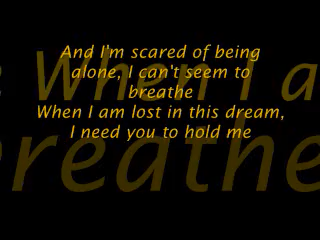 And I'm scared of being
alone, I can't seem to
breathe
When I am lost in this dream,
I need you to hold me
When I a
breathe